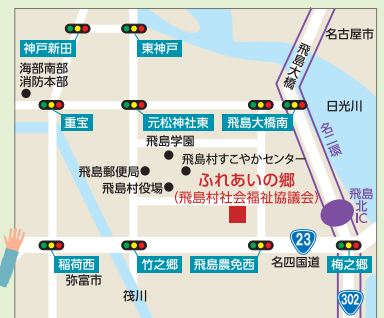 名古屋市
神戸新田
東神戸
飛島大橋
海部南部
消防本部
日光川
重宝
元松神社東
飛島大橋南
名二環
飛島学園
飛島村すこやかセンター
飛島郵便局
ふれあいの郷
飛島村役場
(飛島村社会福祉協議会)
飛島
北
IC
23
稲荷西
竹之郷
飛島農免西
名四国道
梅之郷
弥富市
筏川
302